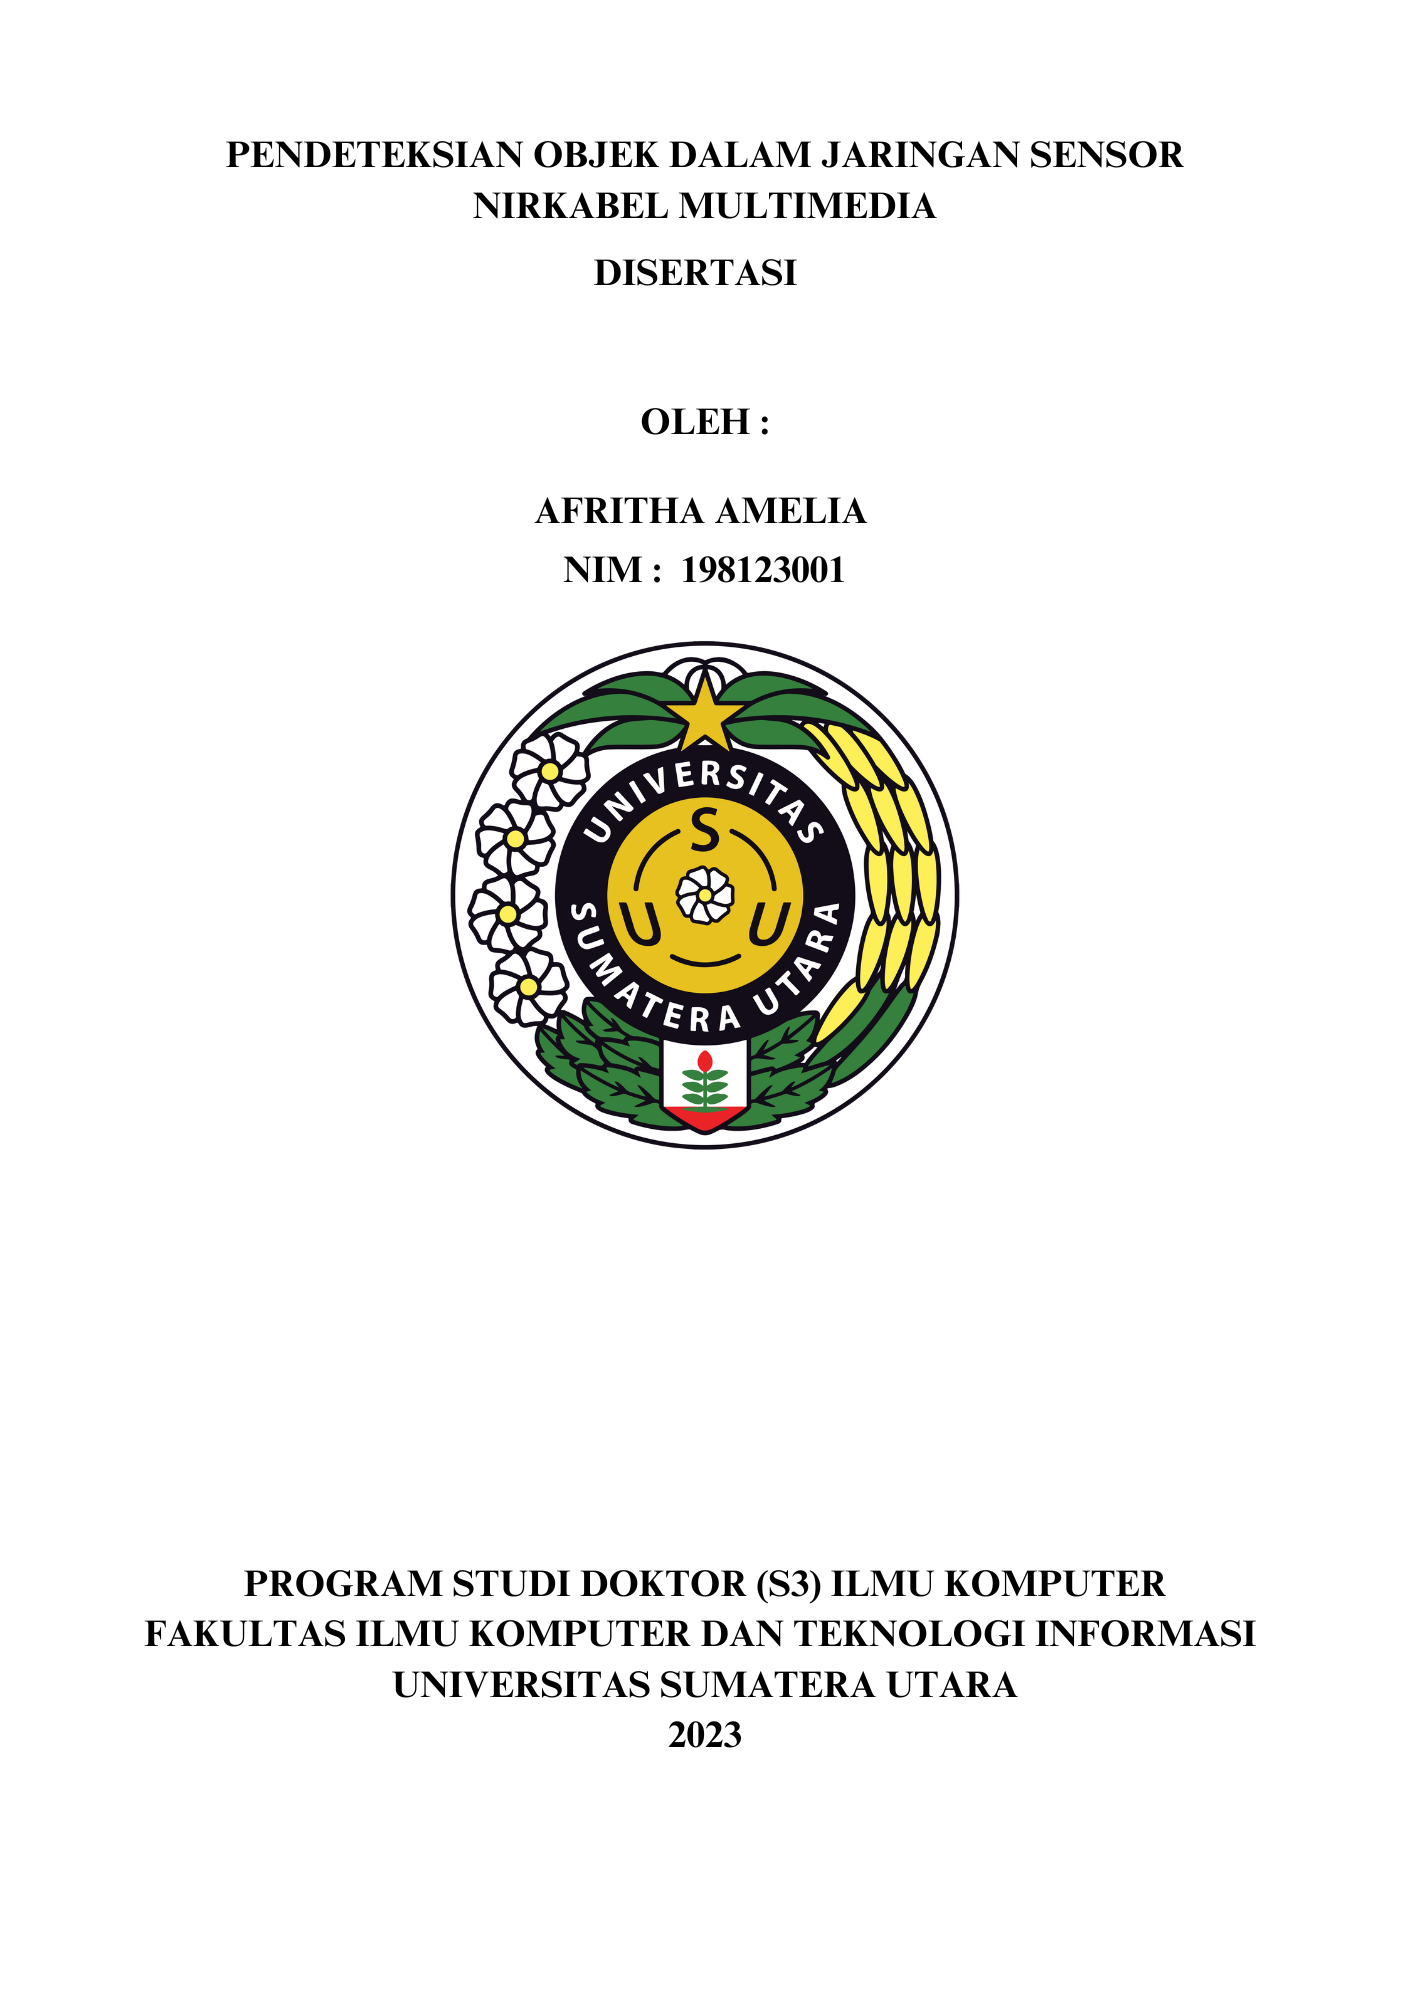 PENDETEKSIAN OBJEK DALAM JARINGAN SENSOR
NIRKABEL MULTIMEDIA
DISERTASI
OLEH :
AFRITHA AMELIA
NIM : 198123001
UNIVERSITAS
S
U U
SUMATERA UTARA
PROGRAM STUDI DOKTOR (S3) ILMU KOMPUTER
FAKULTAS ILMU KOMPUTER DAN TEKNOLOGI INFORMASI
UNIVERSITAS SUMATERA UTARA
2023